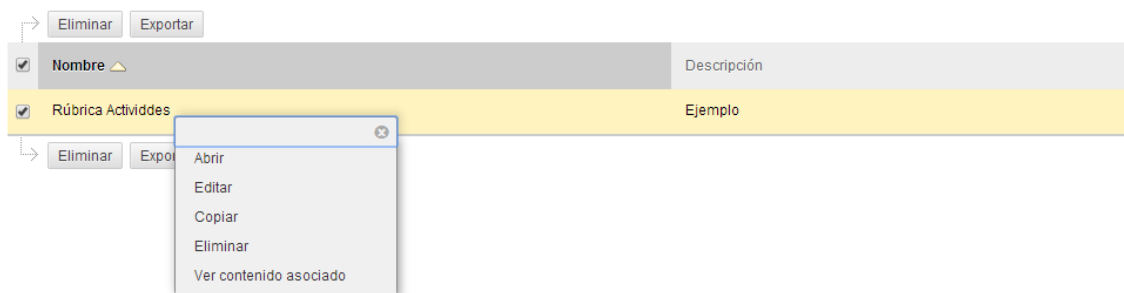 Eliminar Exportar
Nombre Descripción
Rúbrica Actividdes Ejemplo
Eliminar Expor
Abrir
Editar
Copiar
Eliminar
Ver contenido asociado